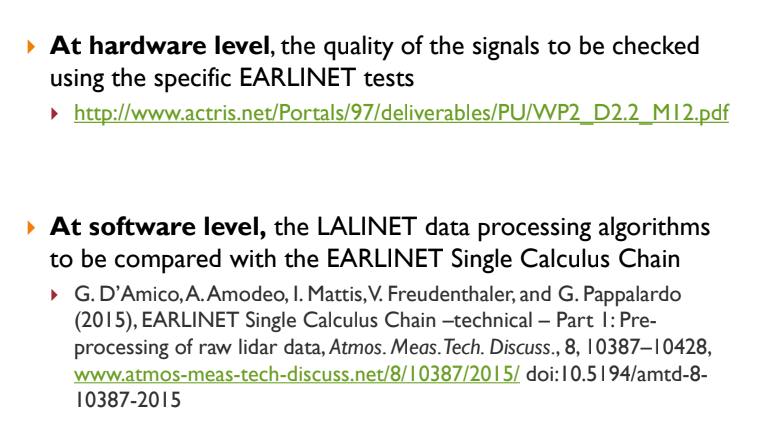 At hardware level, the quality of the signals to be checked
using the specific EARLINET tests
http://www.actris.net/Portals/97/deliverables/PU/WP2_D2.2_M12.pdf
At software level, the LALINET data processing algorithms
to be compared with the EARLINET Single Calculus Chain
G. D'Amico, A. Amodeo, I. Mattis, V. Freudenthaler, and G. Pappalardo
(2015), EARLINET Single Calculus Chain –technical – Part 1: Pre-
processing of raw lidar data, Atmos. Meas. Tech. Discuss., 8, 10387–10428,
www.atmos-meas-tech-discuss.net/8/10387/2015/ doi:10.5194/amtd-8-
10387-2015